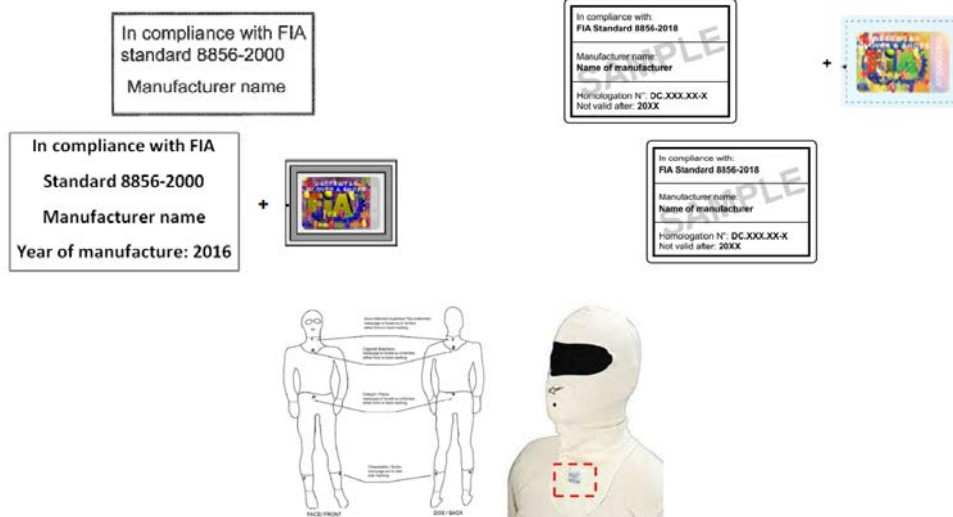 In compliance with FIA
standard 8856-2000
Manufacturer name
In compliance with:
FIA Standard 8856-2018
Manufacturer name:
Name of manufacturer
Homologation N°: DC.XXX.XX-X
Not valid after: 20XX
SAMPLE
+
FIA
In compliance with FIA
Standard 8856-2000
Manufacturer name
Year of manufacture: 2016
+
FIA
In compliance with:
FIA Standard 8856-2018
Manufacturer name:
Name of manufacturer
Homologation N°: DC.XXX.XX-X
Not valid after: 20XX
SAMPLE
FACE/ FRONT
DOS / BACK